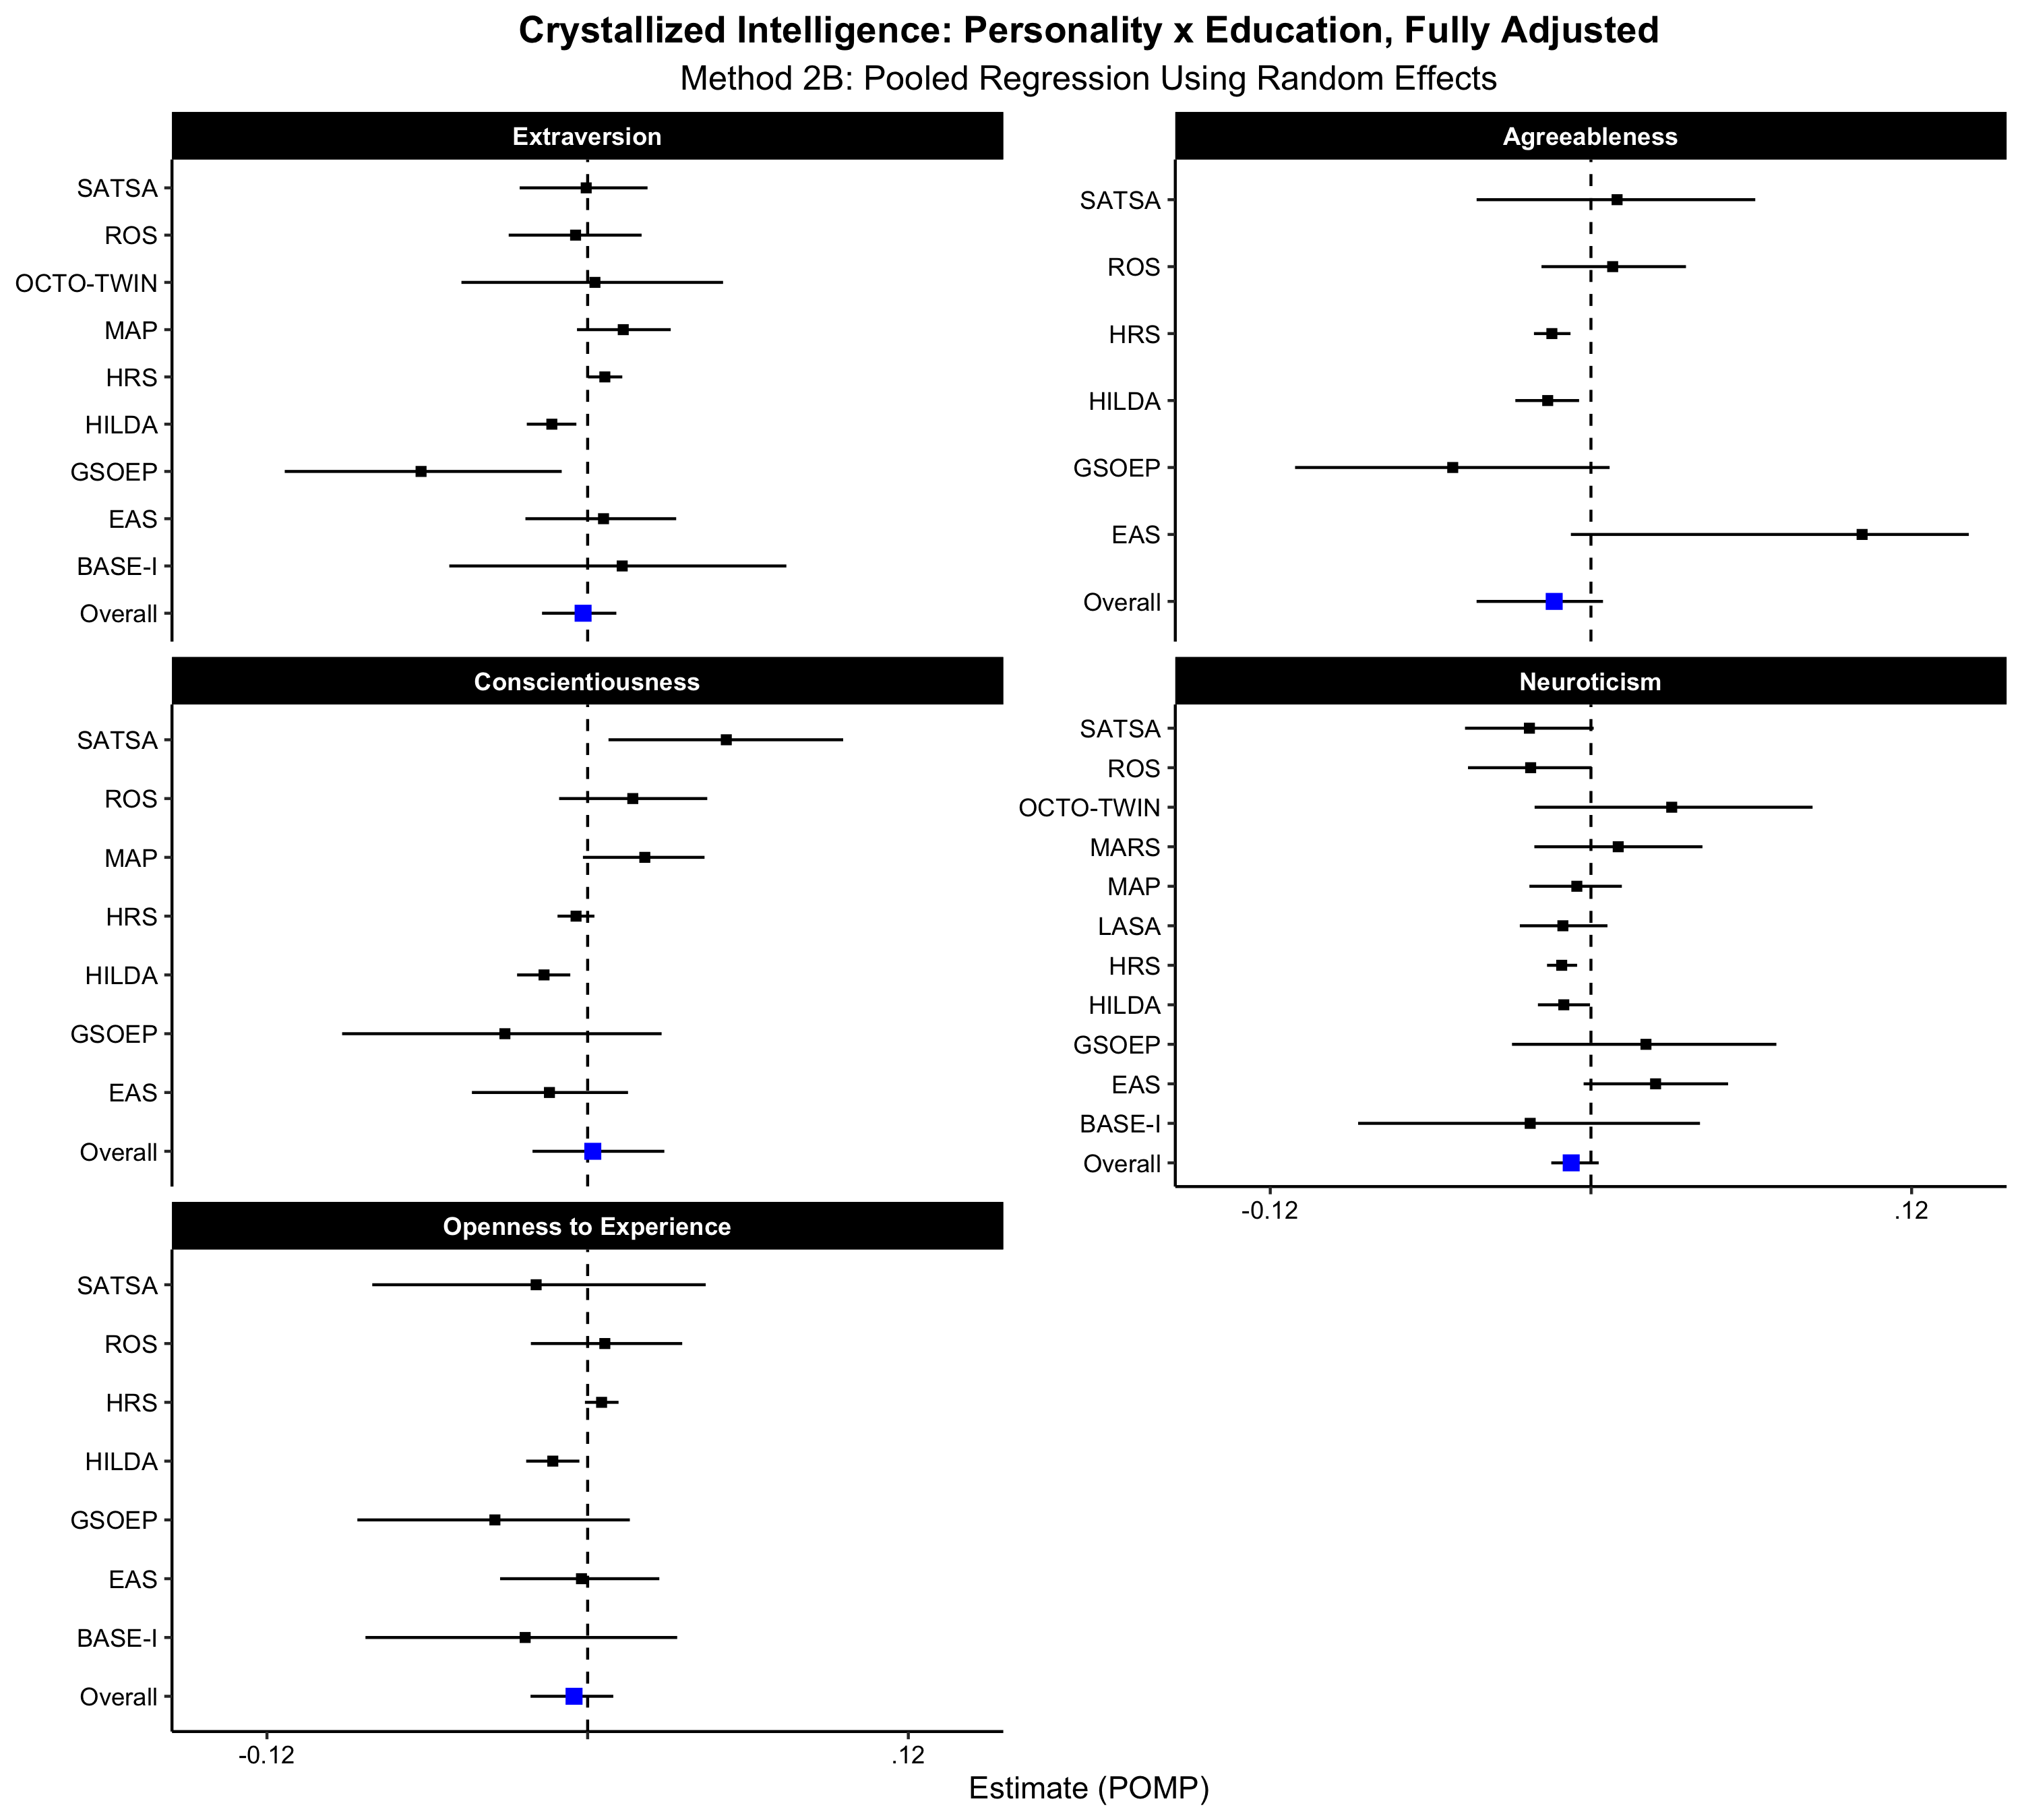 Crystallized Intelligence: Personality x Education, Fully Adjusted
Method 2B: Pooled Regression Using Random Effects
Extraversion
SATSA
ROS
OCTO-TWIN
MAP
HRS
HILDA
GSOEP
EAS
BASE-I
Overall
Agreeableness
SATSA
ROS
HRS
HILDA
GSOEP
EAS
Overall
Conscientiousness
SATSA
ROS
MAP
HRS
HILDA
GSOEP
EAS
Overall
Neuroticism
SATSA
ROS
OCTO-TWIN
MARS
MAP
LASA
HRS
HILDA
GSOEP
EAS
BASE-I
Overall
-0.12 .12
Openness to Experience
SATSA
ROS
HRS
HILDA
GSOEP
EAS
BASE-I
Overall
-0.12 .12
Estimate (POMP)